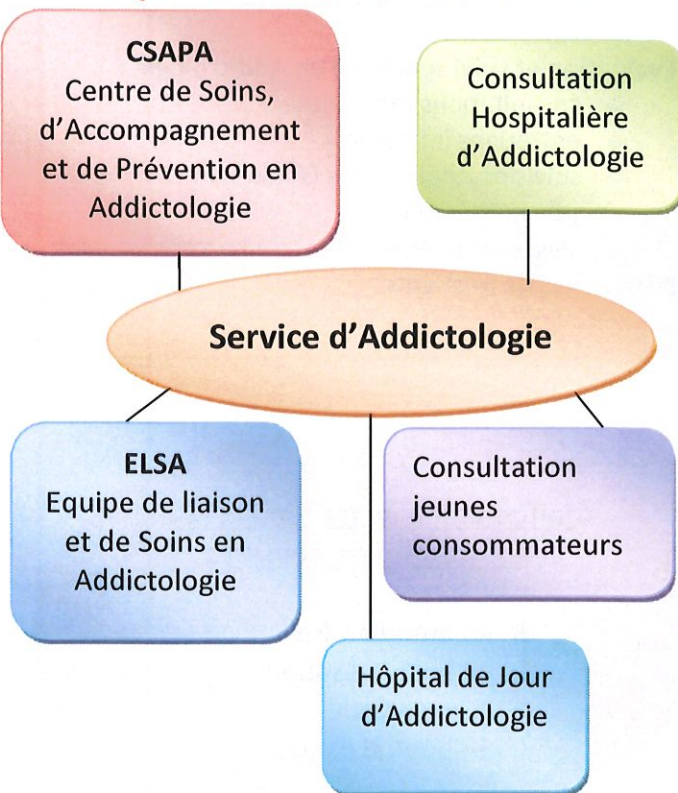 CSAPA
Centre de Soins,
d'Accompagnement
et de Prévention en
Addictologie
Consultation
Hospitalière
d'Addictologie
Service d'Addictologie
ELSA
Equipe de liaison
et de Soins en
Addictologie
Consultation
jeunes
consommateurs
Hôpital de Jour
d'Addictologie